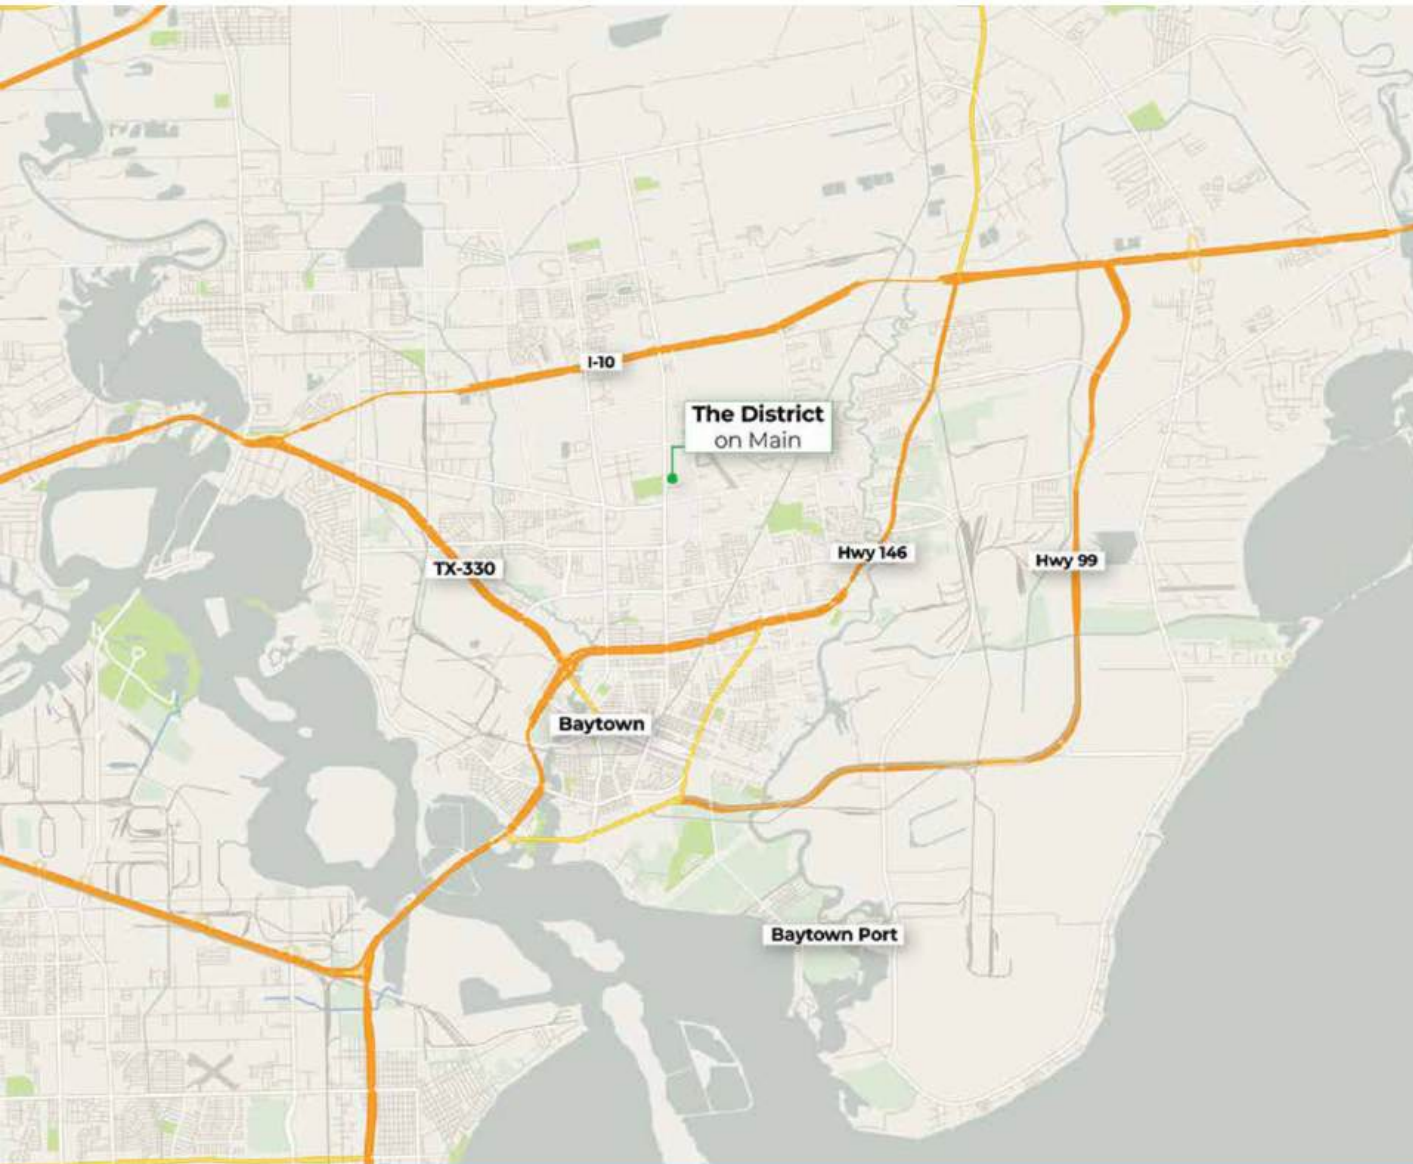 I-10
The District
on Main
Hwy 146
Hwy 99
TX-330
Baytown
Baytown Port